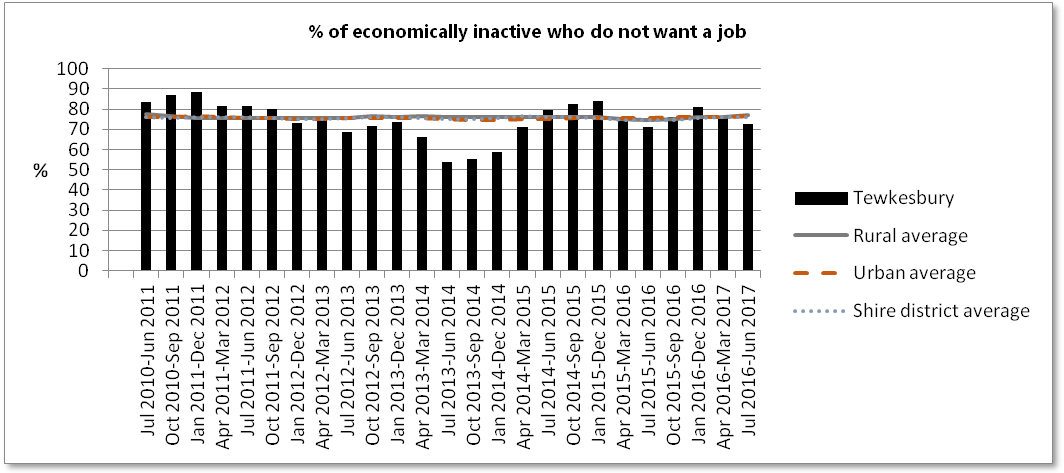 % of economically inactive who do not want a job
100
90
80
70
60
50
40
30
20
10
0
%
Jul 2010-Jun 2011
Oct 2010-Sep 2011
Jan 2011-Dec 2011
Apr 2011-Mar 2012
Jul 2011-Jun 2012
Oct 2011-Sep 2012
Jan 2012-Dec 2012
Apr 2012-Mar 2013
Jul 2012-Jun 2013
Oct 2012-Sep 2013
Jan 2013-Dec 2013
Apr 2013-Mar 2014
Jul 2013-Jun 2014
Oct 2013-Sep 2014
Jan 2014-Dec 2014
Apr 2014-Mar 2015
Jul 2014-Jun 2015
Oct 2014-Sep 2015
Jan 2015-Dec 2015
Apr 2015-Mar 2016
Jul 2015-Jun 2016
Oct 2015-Sep 2016
Jan 2016-Dec 2016
Apr 2016-Mar 2017
Jul 2016-Jun 2017
Tewkesbury
Rural average
Urban average
Shire district average